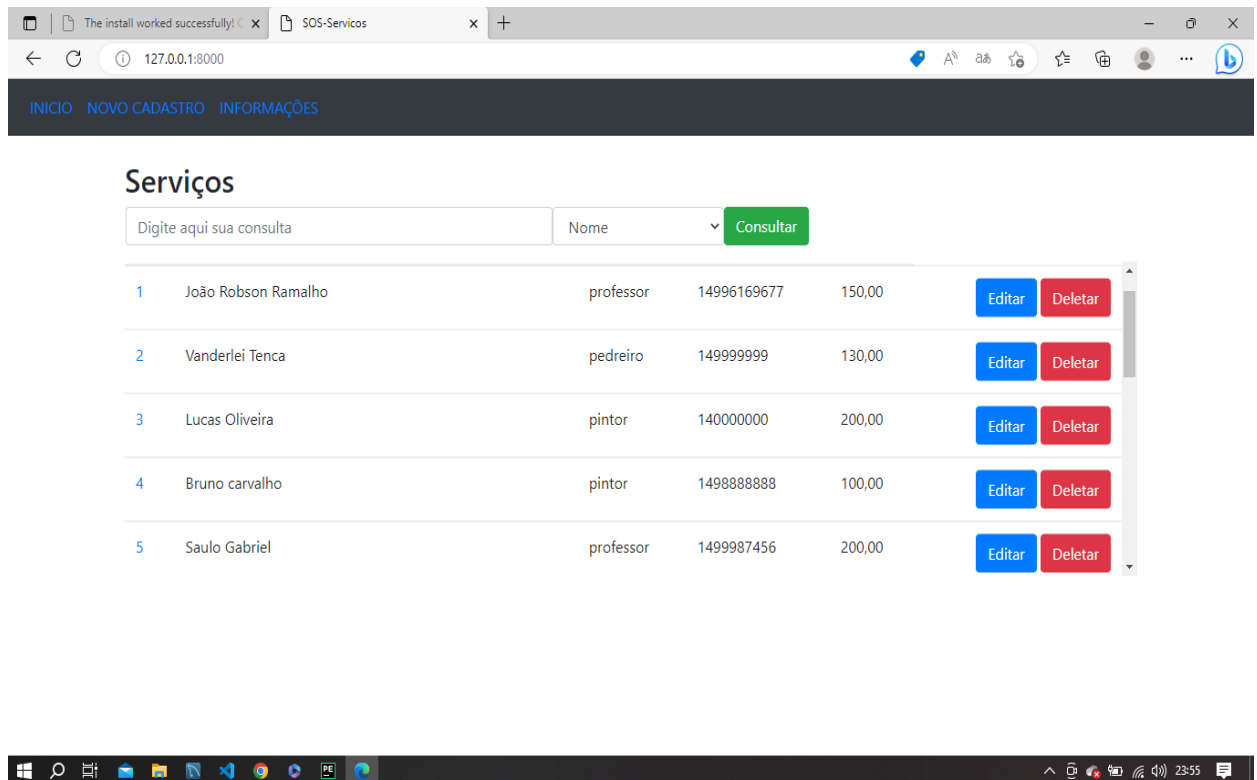 The install worked successfully! C
SOS-Servicos
127.0.0.1:8000
INICIO NOVO CADASTRO INFORMAÇÕES
Serviços
Digite aqui sua consulta Nome Consultar
1 João Robson Ramalho professor 14996169677 150,00 Editar Deletar
2 Vanderlei Tenca pedreiro 149999999 130,00 Editar Deletar
3 Lucas Oliveira pintor 140000000 200,00 Editar Deletar
4 Bruno carvalho pintor 1498888888 100,00 Editar Deletar
5 Saulo Gabriel professor 1499987456 200,00 Editar Deletar
23:55